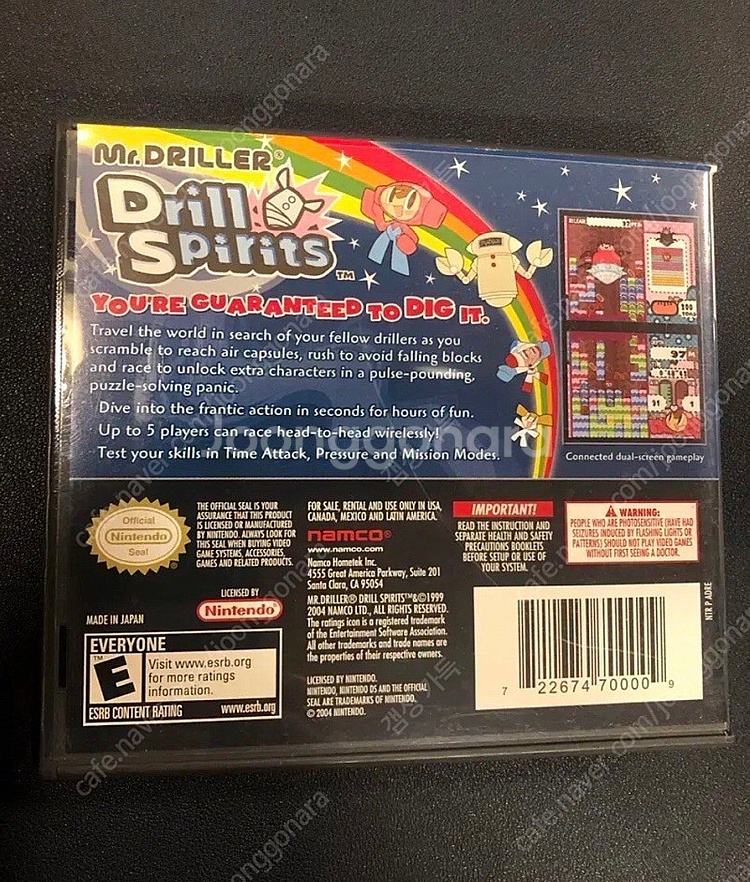 Mr. DRILLER®
Drill
Spirits™
YOU'RE GUARANTEED TO DIG IT.
Travel the world in search of your fellow drillers as you
scramble to reach air capsules, rush to avoid falling blocks
and race to unlock extra characters in a pulse-pounding,
puzzle-solving panic.
Dive into the frantic action in seconds for hours of fun.
Up to 5 players can race head-to-head wirelessly!
Test your skills in Time Attack, Pressure and Mission Modes.
Connected dual-screen gameplay
Joonggonara
Official
Nintendo
Seal
THE OFFICIAL SEAL IS YOUR
ASSURANCE THAT THIS PRODUCT
IS LICENSED OR MANUFACTURED
BY NINTENDO. ALWAYS LOOK FOR
THIS SEAL WHEN BUYING VIDEO
GAME SYSTEMS, ACCESSORIES,
GAMES AND RELATED PRODUCTS.
LICENSED BY
Nintendo®
MADE IN JAPAN
EVERYONE
E™
Visit www.esrb.org
for more ratings
information.
ESRB CONTENT RATING
www.esrb.org
FOR SALE, RENTAL AND USE ONLY IN USA,
CANADA, MEXICO AND LATIN AMERICA.
namco®
www.namco.com
Namco Hometek Inc.
4555 Great America Parkway, Suite 201
Santa Clara, CA 95054
MR.DRILLER® DRILL SPIRITS™&©1999
2004 NAMCO LTD., ALL RIGHTS RESERVED.
The ratings icon is a registered trademark
of the Entertainment Software Association.
All other trademarks and trade names are
the properties of their respective owners.
LICENSED BY NINTENDO.
NINTENDO, NINTENDO DS AND THE OFFICIAL
SEAL ARE TRADEMARKS OF NINTENDO.
© 2004 NINTENDO.
IMPORTANT!
READ THE INSTRUCTION AND
SEPARATE HEALTH AND SAFETY
PRECAUTIONS BOOKLETS
BEFORE SETUP OR USE OF
YOUR SYSTEM.
WARNING:
PEOPLE WHO ARE PHOTOSENSITIVE (HAVE HAD
SEIZURES INDUCED BY FLASHING LIGHTS OR
PATTERNS) SHOULD NOT PLAY VIDEO GAMES
WITHOUT FIRST SEEING A DOCTOR.
NTR P ADRE
7 22674 70000 9